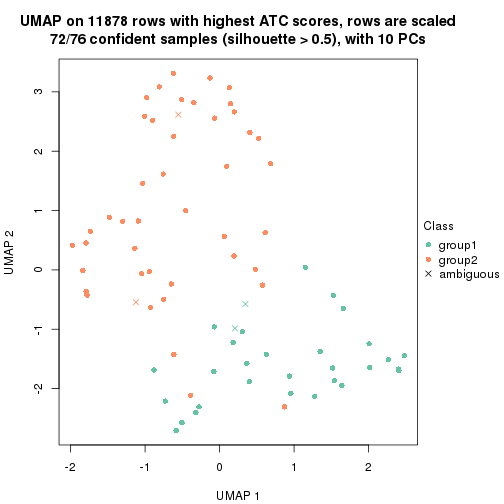 UMAP on 11878 rows with highest ATC scores, rows are scaled
72/76 confident samples (silhouette > 0.5), with 10 PCs
3
2
1
0
-1
-2
UMAP 2
-2
-1
0
1
2
UMAP 1
Class
group1
group2
ambiguous